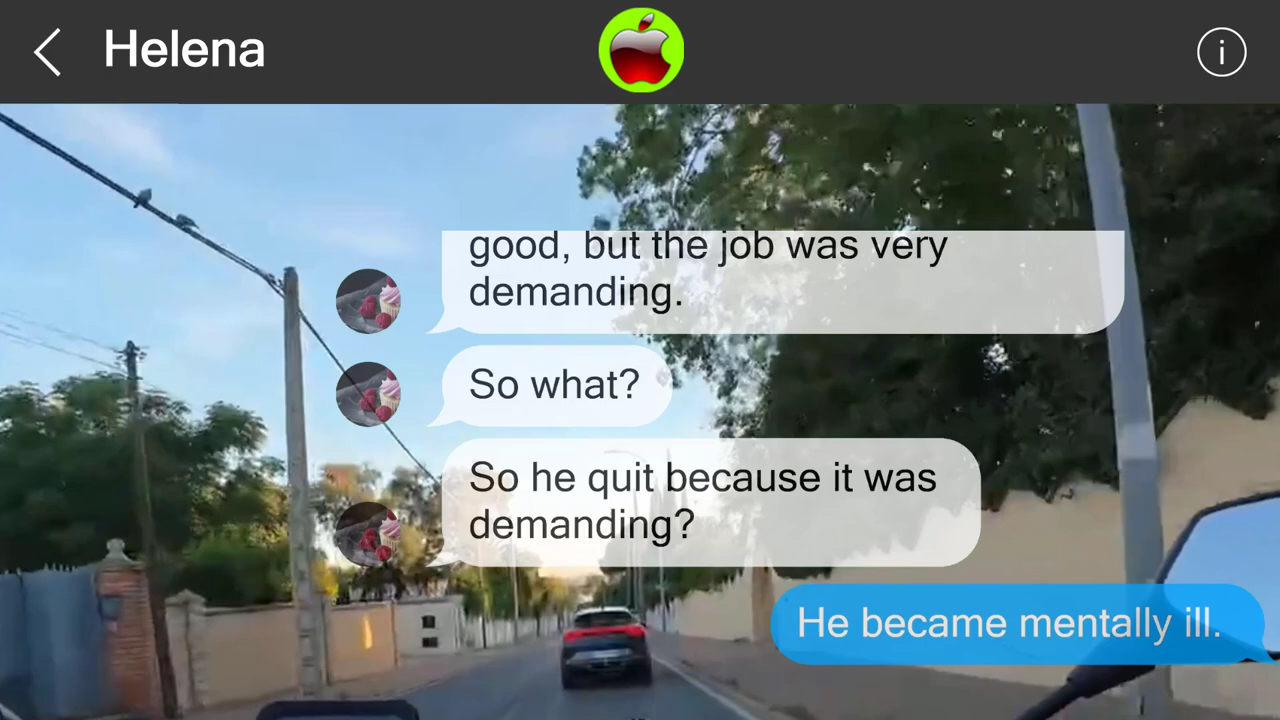 Helena
good, but the job was very
demanding.
So what?
So he quit because it was
demanding?
He became mentally ill.